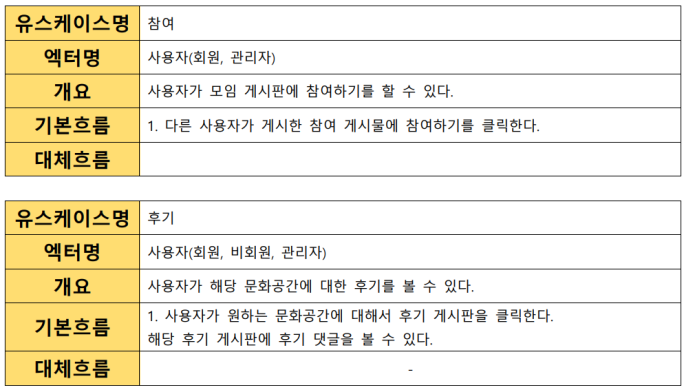 유스케이스명 참여
엑터명 사용자(회원, 관리자)
개요 사용자가 모임 게시판에 참여하기를 할 수 있다.
기본흐름 1. 다른 사용자가 게시한 참여 게시물에 참여하기를 클릭한다.
대체흐름
유스케이스명 후기
엑터명 사용자(회원, 비회원, 관리자)
개요 사용자가 해당 문화공간에 대한 후기를 볼 수 있다.
기본흐름 1. 사용자가 원하는 문화공간에 대해서 후기 게시판을 클릭한다.
해당 후기 게시판에 후기 댓글을 볼 수 있다.
대체흐름 -